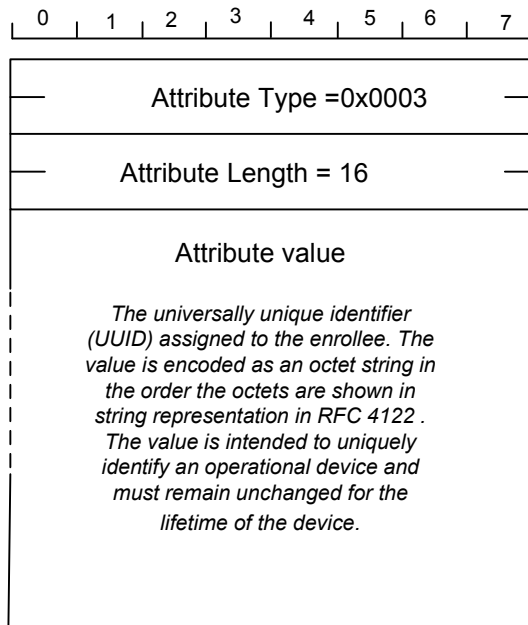 0 1 2 3 4 5 6 7
Attribute Type =0x0003
Attribute Length = 16
Attribute value
The universally unique identifier
(UUID) assigned to the enrollee. The
value is encoded as an octet string in
the order the octets are shown in
string representation in RFC 4122 .
The value is intended to uniquely
identify an operational device and
must remain unchanged for the
lifetime of the device.